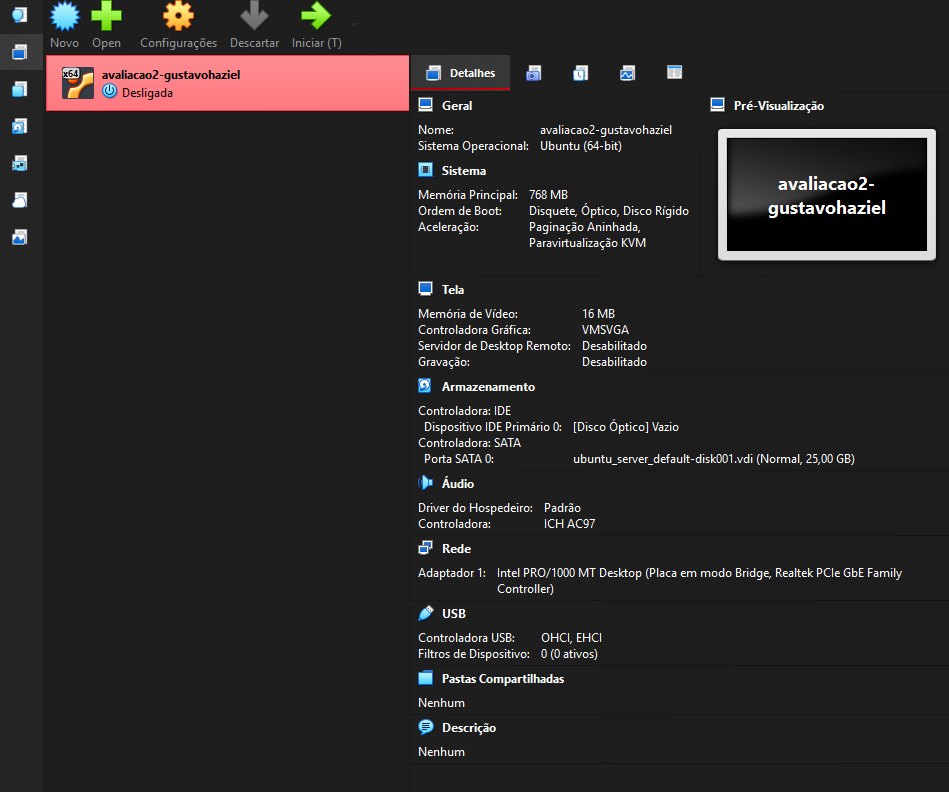 Novo Open Configurações Descartar Iniciar (T)
x64
avaliacao2-gustavohaziel
Desligada
Detalhes
Geral
Nome: avaliacao2-gustavohaziel
Sistema Operacional: Ubuntu (64-bit)
Pré-Visualização
avaliacao2-
gustavohaziel
Sistema
Memória Principal: 768 MB
Ordem de Boot: Disquete, Óptico, Disco Rígido
Aceleração: Paginação Aninhada,
Paravirtualização KVM
Tela
Memória de Vídeo: 16 MB
Controladora Gráfica: VMSVGA
Servidor de Desktop Remoto: Desabilitado
Gravação: Desabilitado
Armazenamento
Controladora: IDE
Dispositivo IDE Primário 0: [Disco Óptico] Vazio
Controladora: SATA
Porta SATA 0: ubuntu_server_default-disk001.vdi (Normal, 25,00 GB)
Áudio
Driver do Hospedeiro: Padrão
Controladora: ICH AC97
Rede
Adaptador 1: Intel PRO/1000 MT Desktop (Placa em modo Bridge, Realtek PCIe GbE Family
Controller)
USB
Controladora USB: OHCI, EHCI
Filtros de Dispositivo: 0 (0 ativos)
Pastas Compartilhadas
Nenhum
Descrição
Nenhum